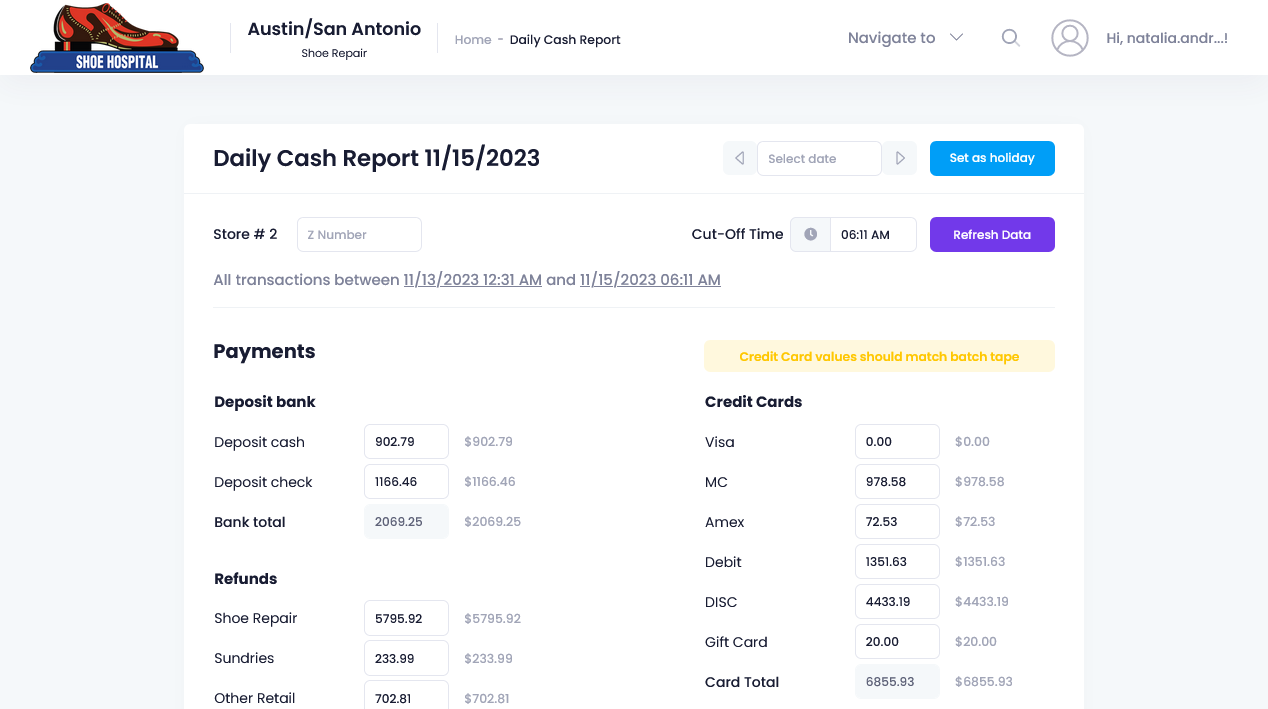 SHOE HOSPITAL
Austin/San Antonio
Shoe Repair
Home - Daily Cash Report
Navigate to
Hi, natalia.andr...!
Daily Cash Report 11/15/2023
Select date
Set as holiday
Store # 2
Z Number
Cut-Off Time
06:11 AM
Refresh Data
All transactions between 11/13/2023 12:31 AM and 11/15/2023 06:11 AM
Payments
Credit Card values should match batch tape
Deposit bank
Deposit cash 902.79 $902.79
Deposit check 1166.46 $1166.46
Bank total 2069.25 $2069.25
Refunds
Shoe Repair 5795.92 $5795.92
Sundries 233.99 $233.99
Other Retail 702.81 $702.81
Credit Cards
Visa 0.00 $0.00
MC 978.58 $978.58
Amex 72.53 $72.53
Debit 1351.63 $1351.63
DISC 4433.19 $4433.19
Gift Card 20.00 $20.00
Card Total 6855.93 $6855.93